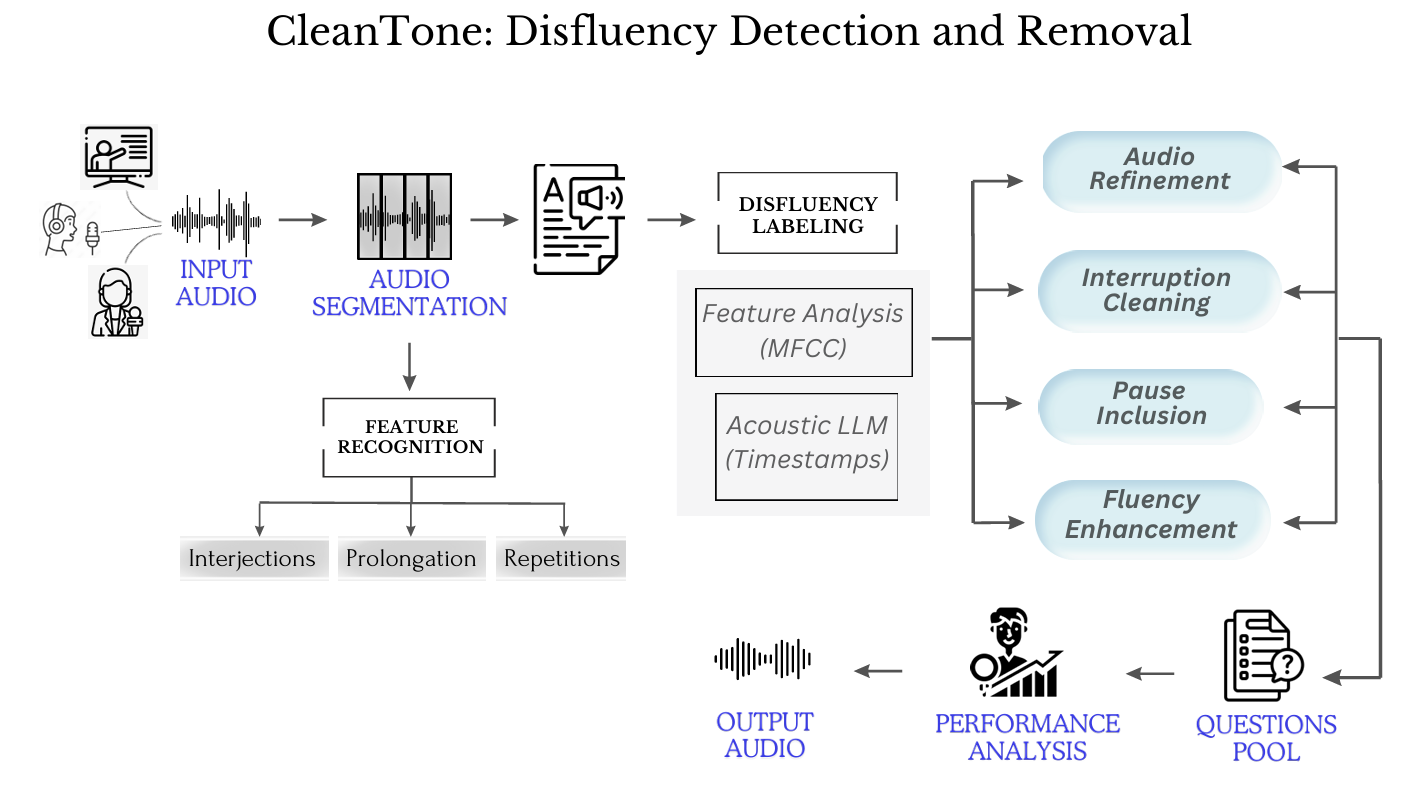 CleanTone: Disfluency Detection and Removal
INPUT
AUDIO
AUDIO
SEGMENTATION
A
DISFLUENCY
LABELING
Feature Analysis
(MFCC)
Acoustic LLM
(Timestamps)
FEATURE
RECOGNITION
Interjections
Prolongation
Repetitions
Audio
Refinement
Interruption
Cleaning
Pause
Inclusion
Fluency
Enhancement
?
QUESTIONS
POOL
PERFORMANCE
ANALYSIS
OUTPUT
AUDIO